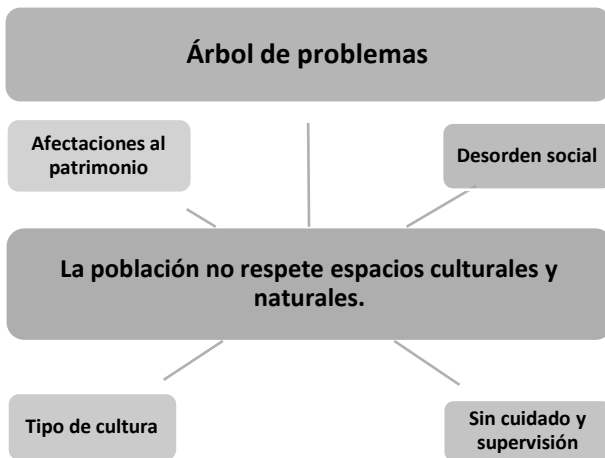 Árbol de problemas
Afectaciones al
patrimonio
Desorden social
La población no respete espacios culturales y
naturales.
Tipo de cultura
Sin cuidado y
supervisión